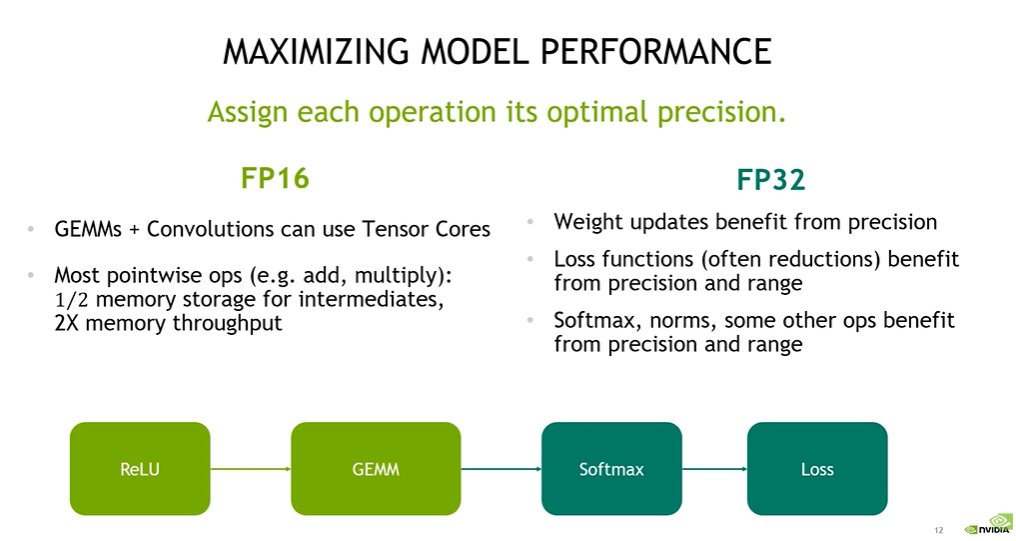 MAXIMIZING MODEL PERFORMANCE
Assign each operation its optimal precision.
FP16
GEMMs + Convolutions can use Tensor Cores
Most pointwise ops (e.g. add, multiply):
1/2 memory storage for intermediates,
2X memory throughput
FP32
Weight updates benefit from precision
Loss functions (often reductions) benefit
from precision and range
Softmax, norms, some other ops benefit
from precision and range
ReLU
GEMM
Softmax
Loss
12
NVIDIA